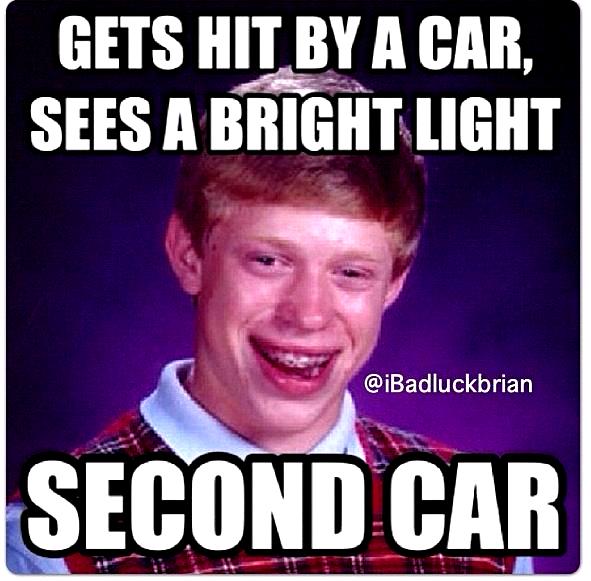 GETS HIT BY A CAR,
SEES A BRIGHT LIGHT
@iBadluckbrian
SECOND CAR